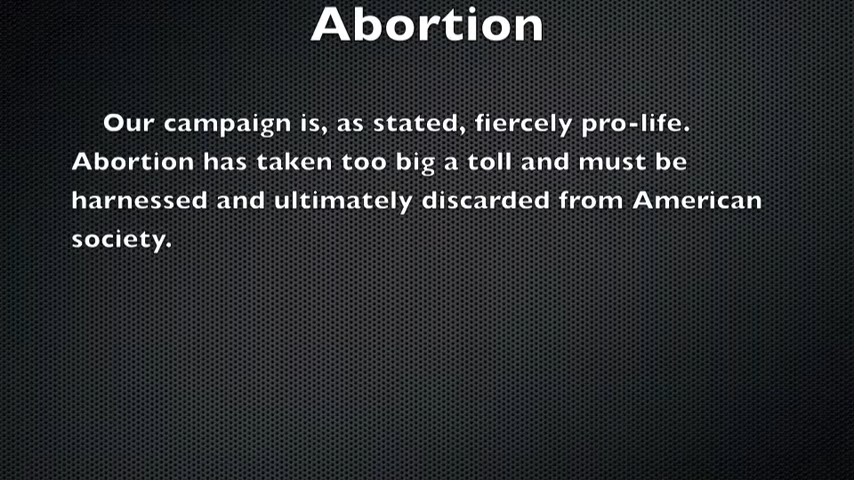 Abortion
Our campaign is, as stated, fiercely pro-life.
Abortion has taken too big a toll and must be
harnessed and ultimately discarded from American
society.